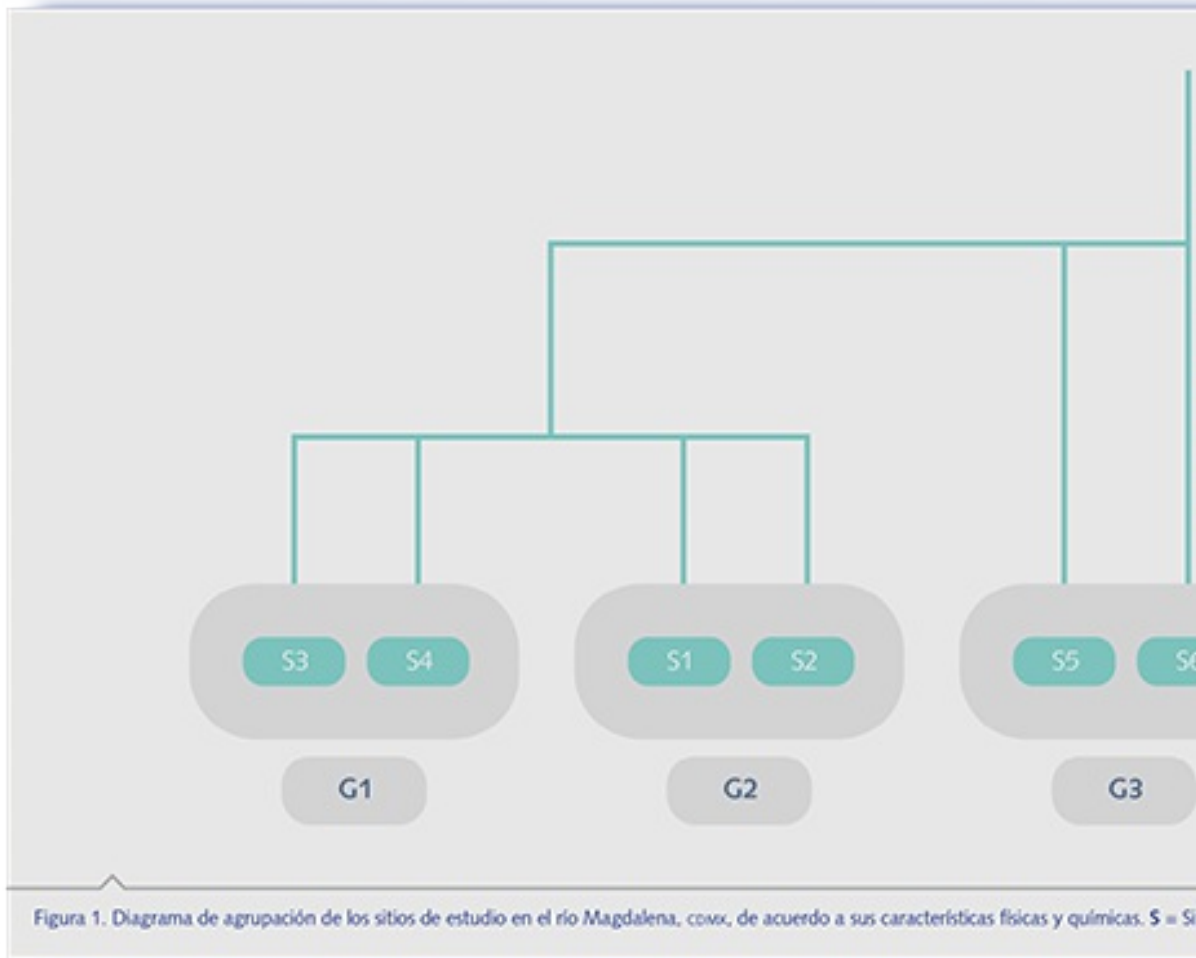 S3 S4 S1 S2 S5
G1 G2 G3
Figura 1. Diagrama de agrupación de los sitios de estudio en el río Magdalena, CDMX, de acuerdo a sus características físicas y químicas. S =